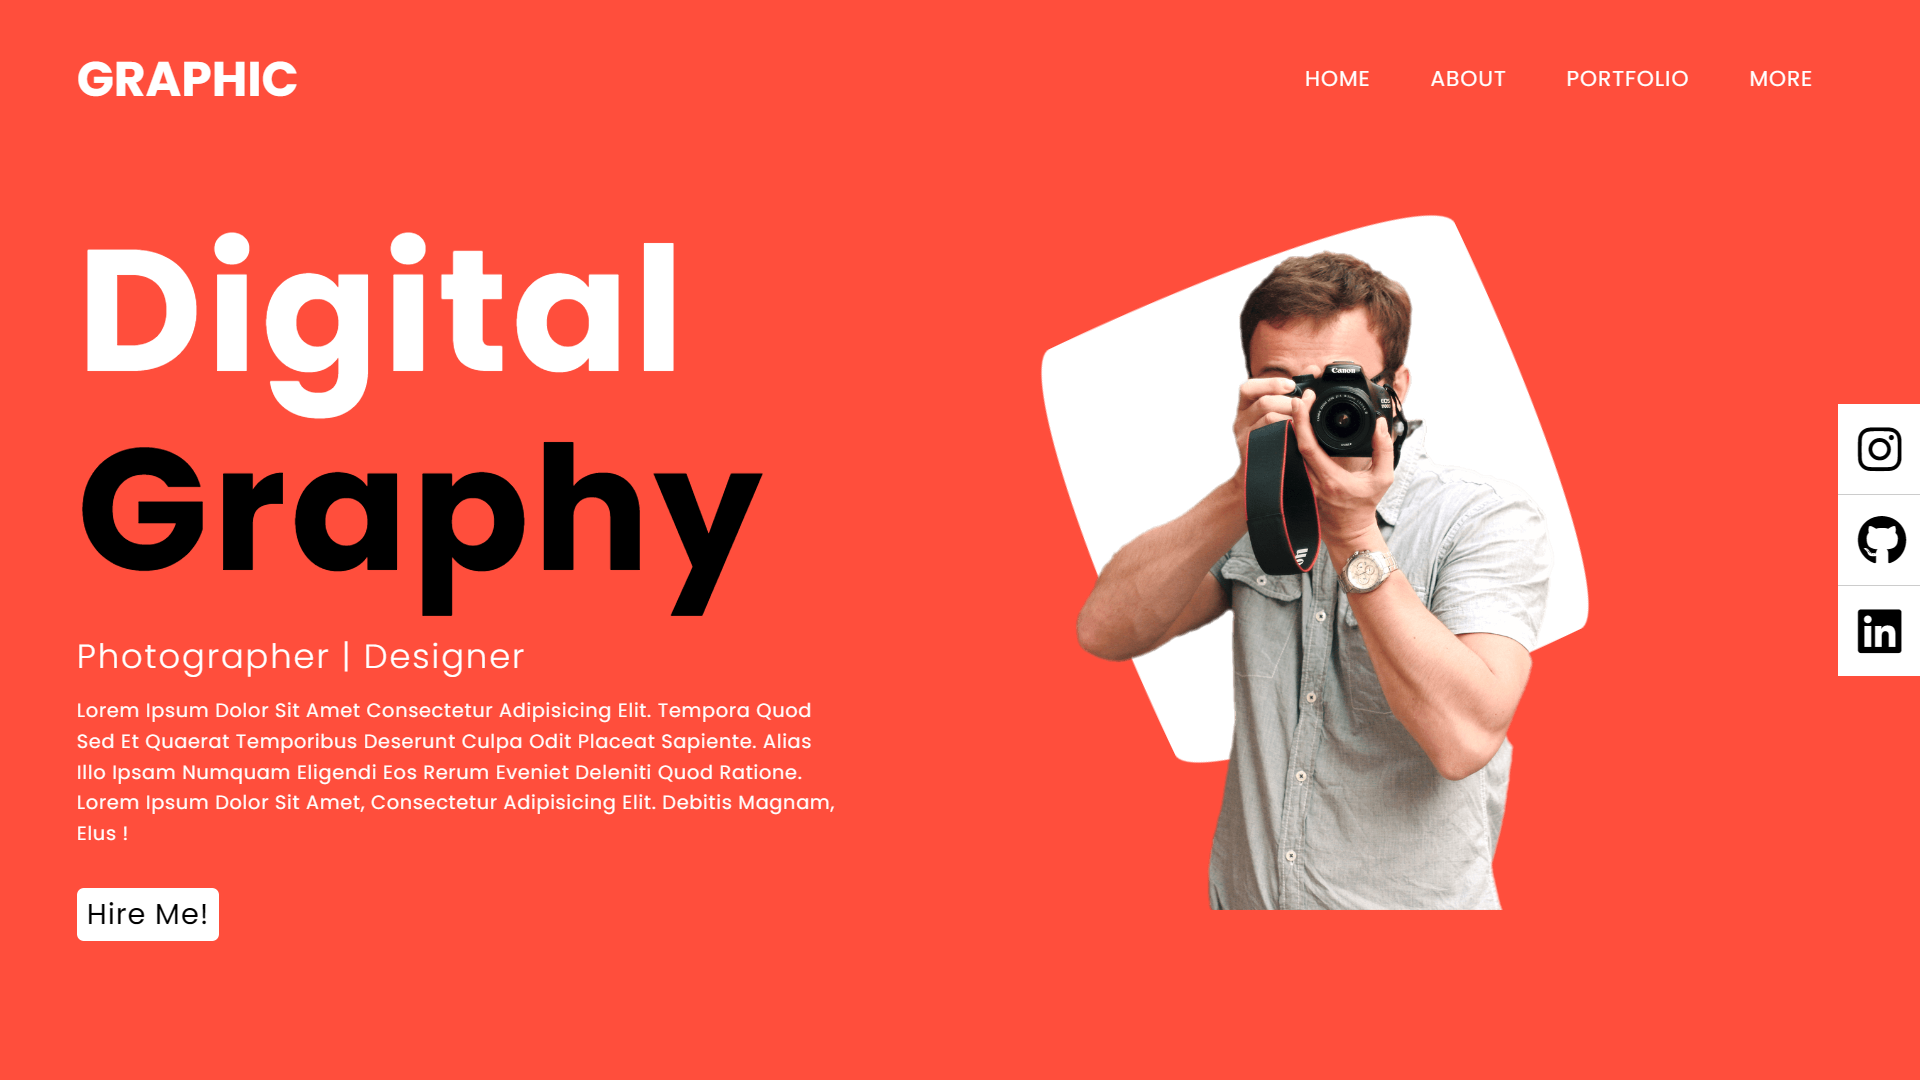 GRAPHIC
HOME ABOUT PORTFOLIO MORE
Digital
Graphy
Photographer | Designer
Lorem Ipsum Dolor Sit Amet Consectetur Adipisicing Elit. Tempora Quod
Sed Et Quaerat Temporibus Deserunt Culpa Odit Placeat Sapiente. Alias
Illo Ipsam Numquam Eligendi Eos Rerum Eveniet Deleniti Quod Ratione.
Lorem Ipsum Dolor Sit Amet, Consectetur Adipisicing Elit. Debitis Magnam,
Elus !
Hire Me!
Canon
EOS
in